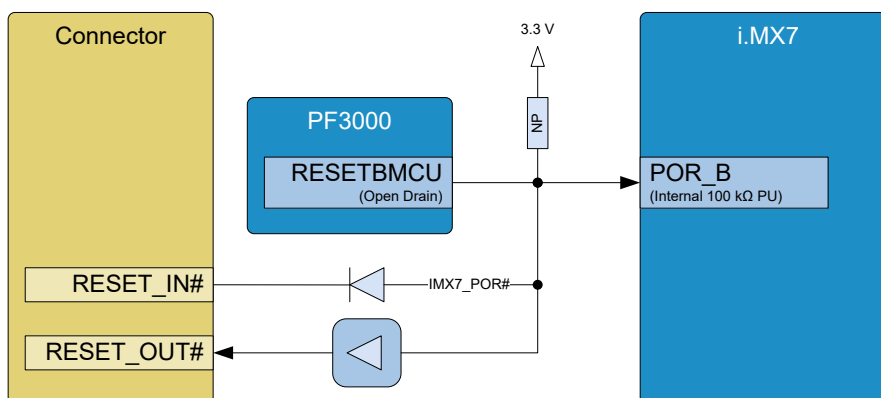 Connector
3.3 V
i.MX7
PF3000
NP
RESETBMCU
(Open Drain)
POR_B
(Internal 100 kΩ PU)
RESET_IN#
IMX7_POR#
RESET_OUT#